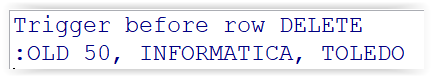 Trigger before row DELETE
:OLD 50, INFORMATICA, TOLEDO